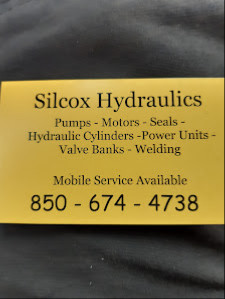 Silcox Hydraulics
Pumps - Motors - Seals -
Hydraulic Cylinders -Power Units -
Valve Banks - Welding
Mobile Service Available
850 - 674 - 4738